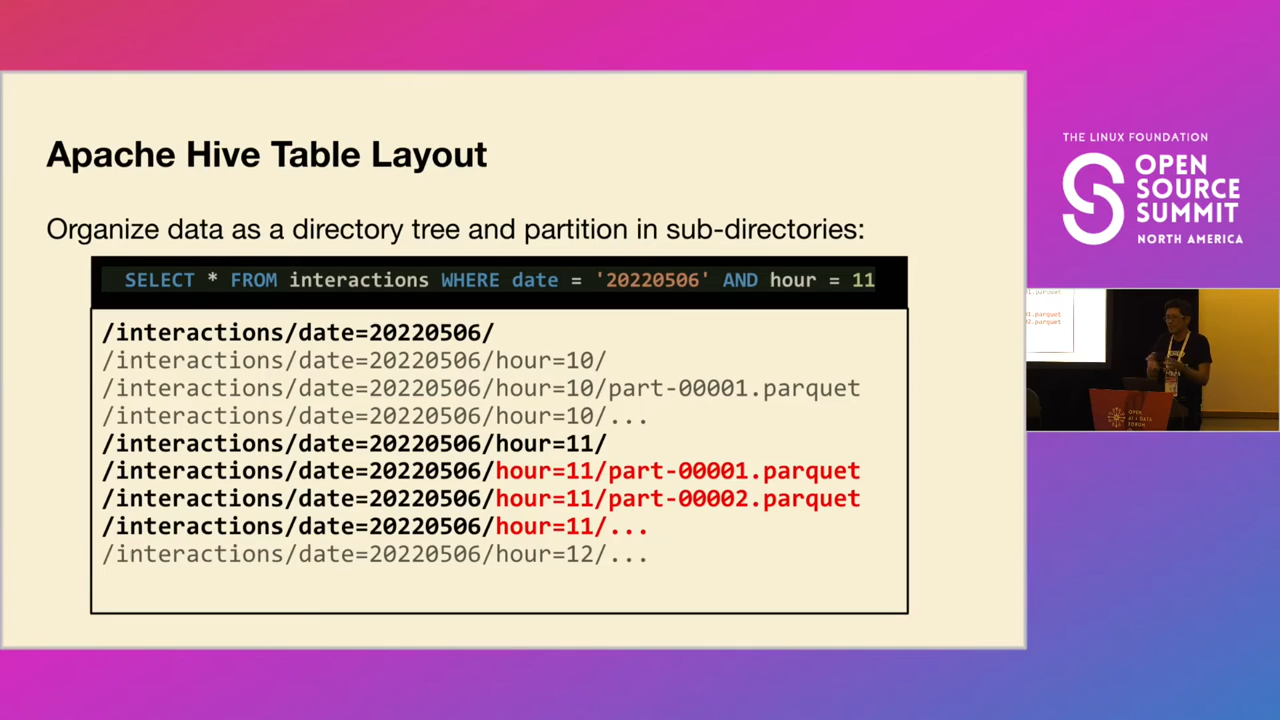 Apache Hive Table Layout
Organize data as a directory tree and partition in sub-directories:
SELECT * FROM interactions WHERE date = '20220506' AND hour = 11
/interactions/date=20220506/
/interactions/date=20220506/hour=10/
/interactions/date=20220506/hour=10/part-00001.parquet
/interactions/date=20220506/hour=10/...
/interactions/date=20220506/hour=11/
/interactions/date=20220506/hour=11/part-00001.parquet
/interactions/date=20220506/hour=11/part-00002.parquet
/interactions/date=20220506/hour=11/...
/interactions/date=20220506/hour=12/...
THE LINUX FOUNDATION
OPEN
SOURCE
SUMMIT
NORTH AMERICA
OPEN
AI + DATA
FORUM